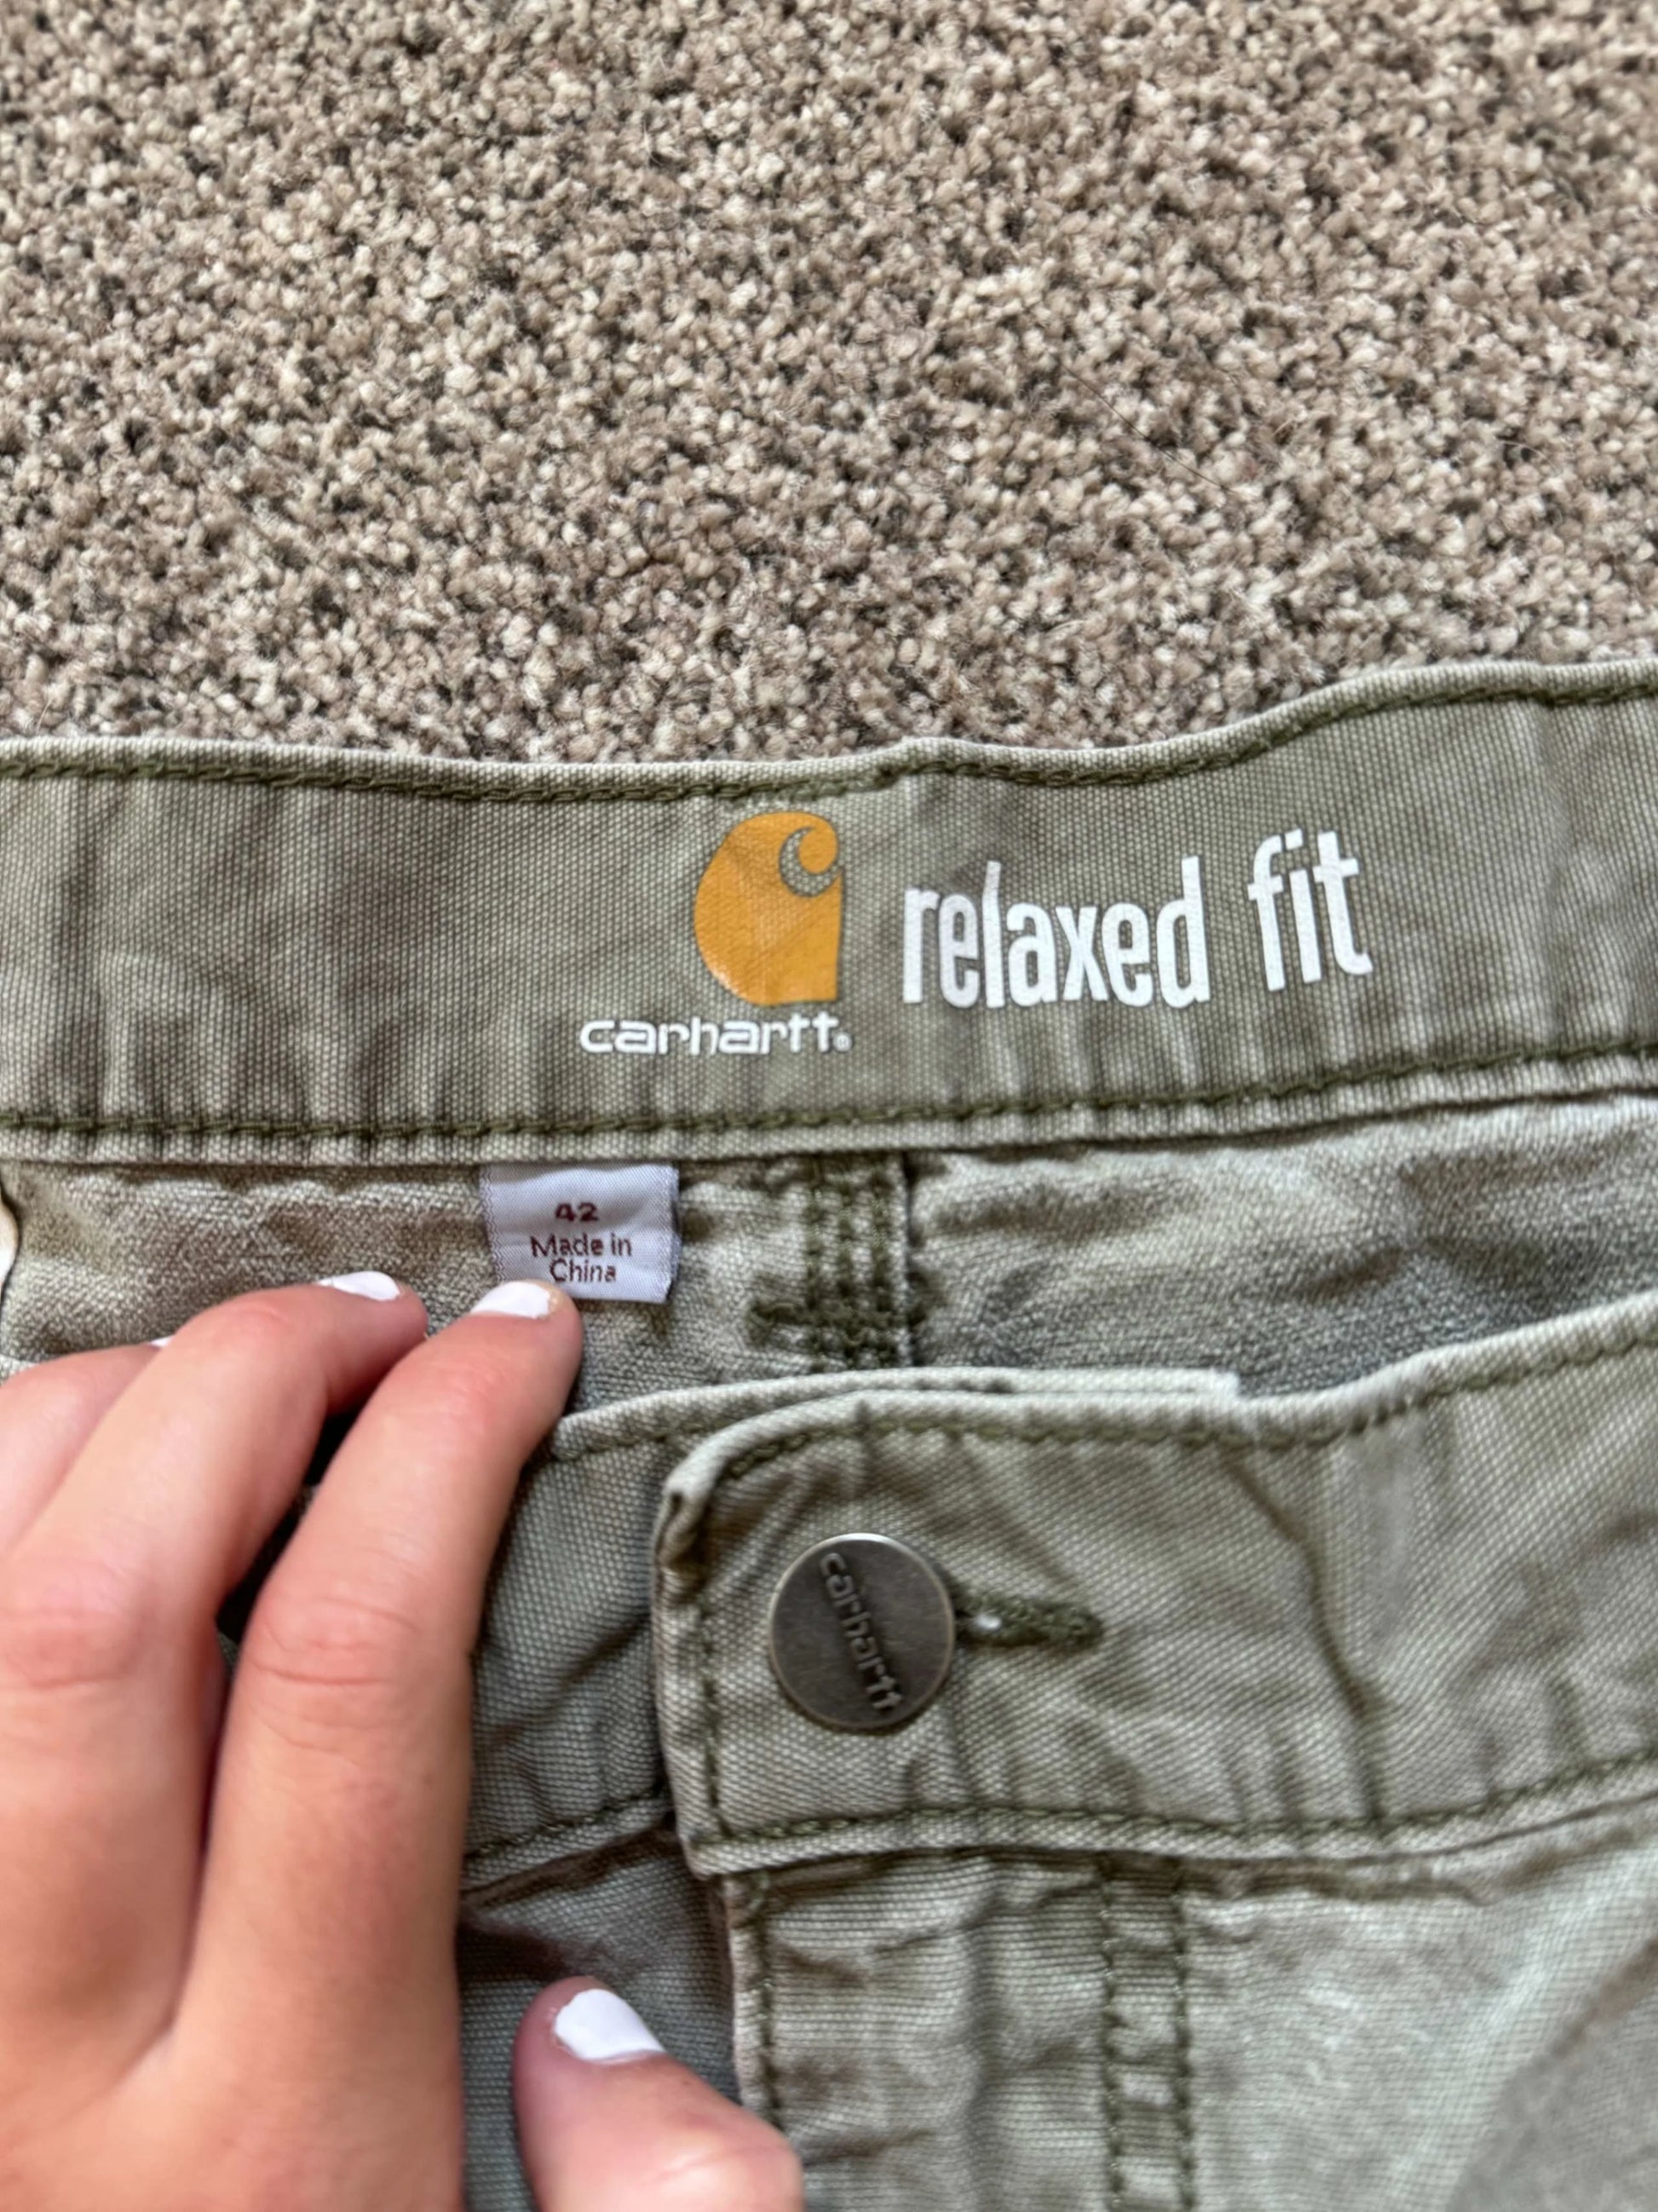 carhartt®
relaxed fit
42
Made in
China
carhartt